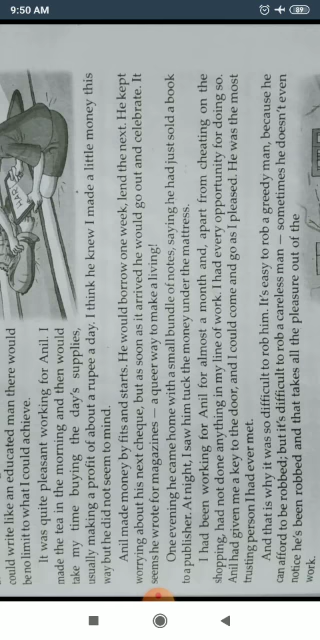 9:50 AM
89
TARI
could write like an educated man there would
be no limit to what I could achieve.
It was quite pleasant working for Anil. I
made the tea in the morning and then would
take my time buying the day's supplies,
usually making a profit of about a rupee a day. I think he knew I made a little money this
way but he did not seem to mind.
Anil made money by fits and starts. He would borrow one week, lend the next. He kept
worrying about his next cheque, but as soon as it arrived he would go out and celebrate. It
seems he wrote for magazines — a queer way to make a living!
One evening he came home with a small bundle of notes, saying he had just sold a book
to a publisher. At night, I saw him tuck the money under the mattress.
I had been working for Anil for almost a month and, apart from cheating on the
shopping, had not done anything in my line of work. I had every opportunity for doing so.
Anil had given me a key to the door, and I could come and go as I pleased. He was the most
trusting person I had ever met.
And that is why it was so difficult to rob him. It's easy to rob a greedy man, because he
can afford to be robbed; but it's difficult to rob a careless man — sometimes he doesn't even
notice he's been robbed and that takes all the pleasure out of the
work.